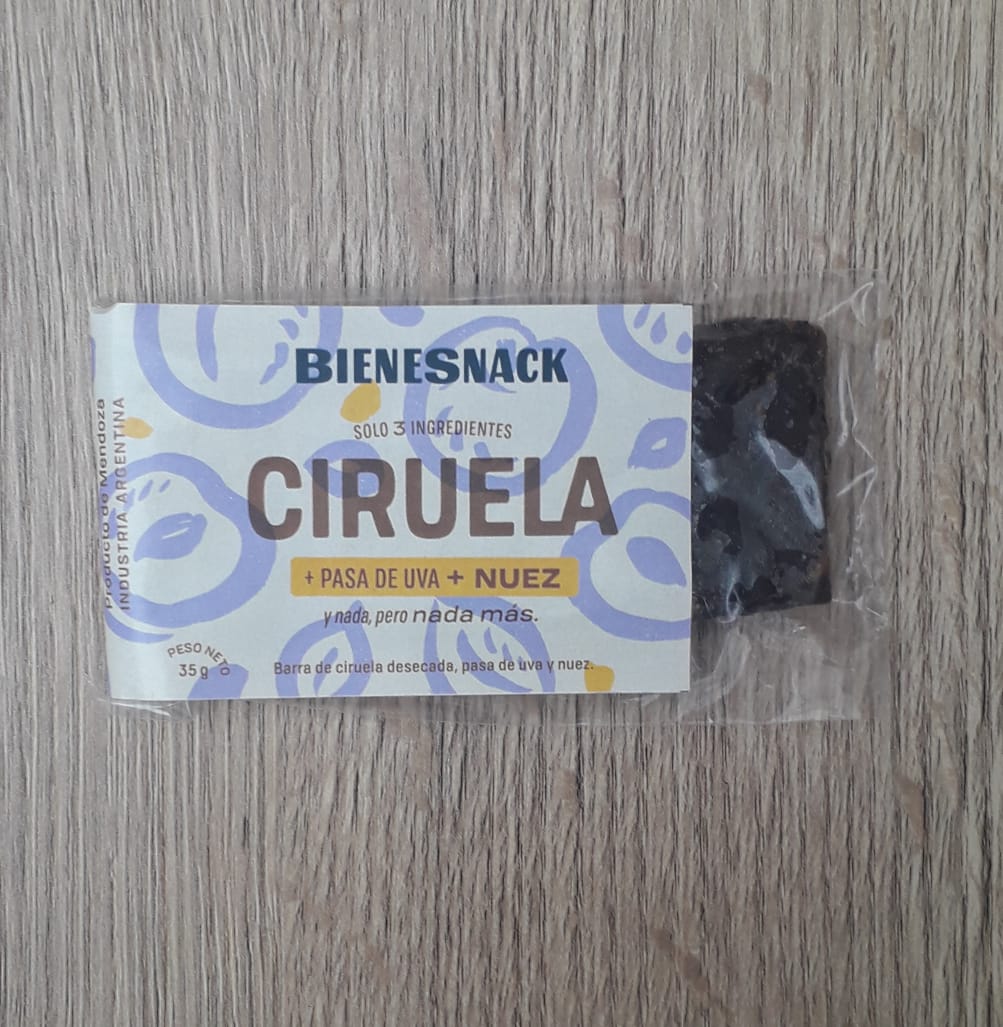 BIENESNACK
SOLO 3 INGREDIENTES
CIRUELA
+ PASA DE UVA + NUEZ
y nada, pero nada más.
Barra de ciruela desecada, pasa de uva y nuez.
PESO NETO
35 g
Producto de Mendoza
INDUSTRIA ARGENTINA